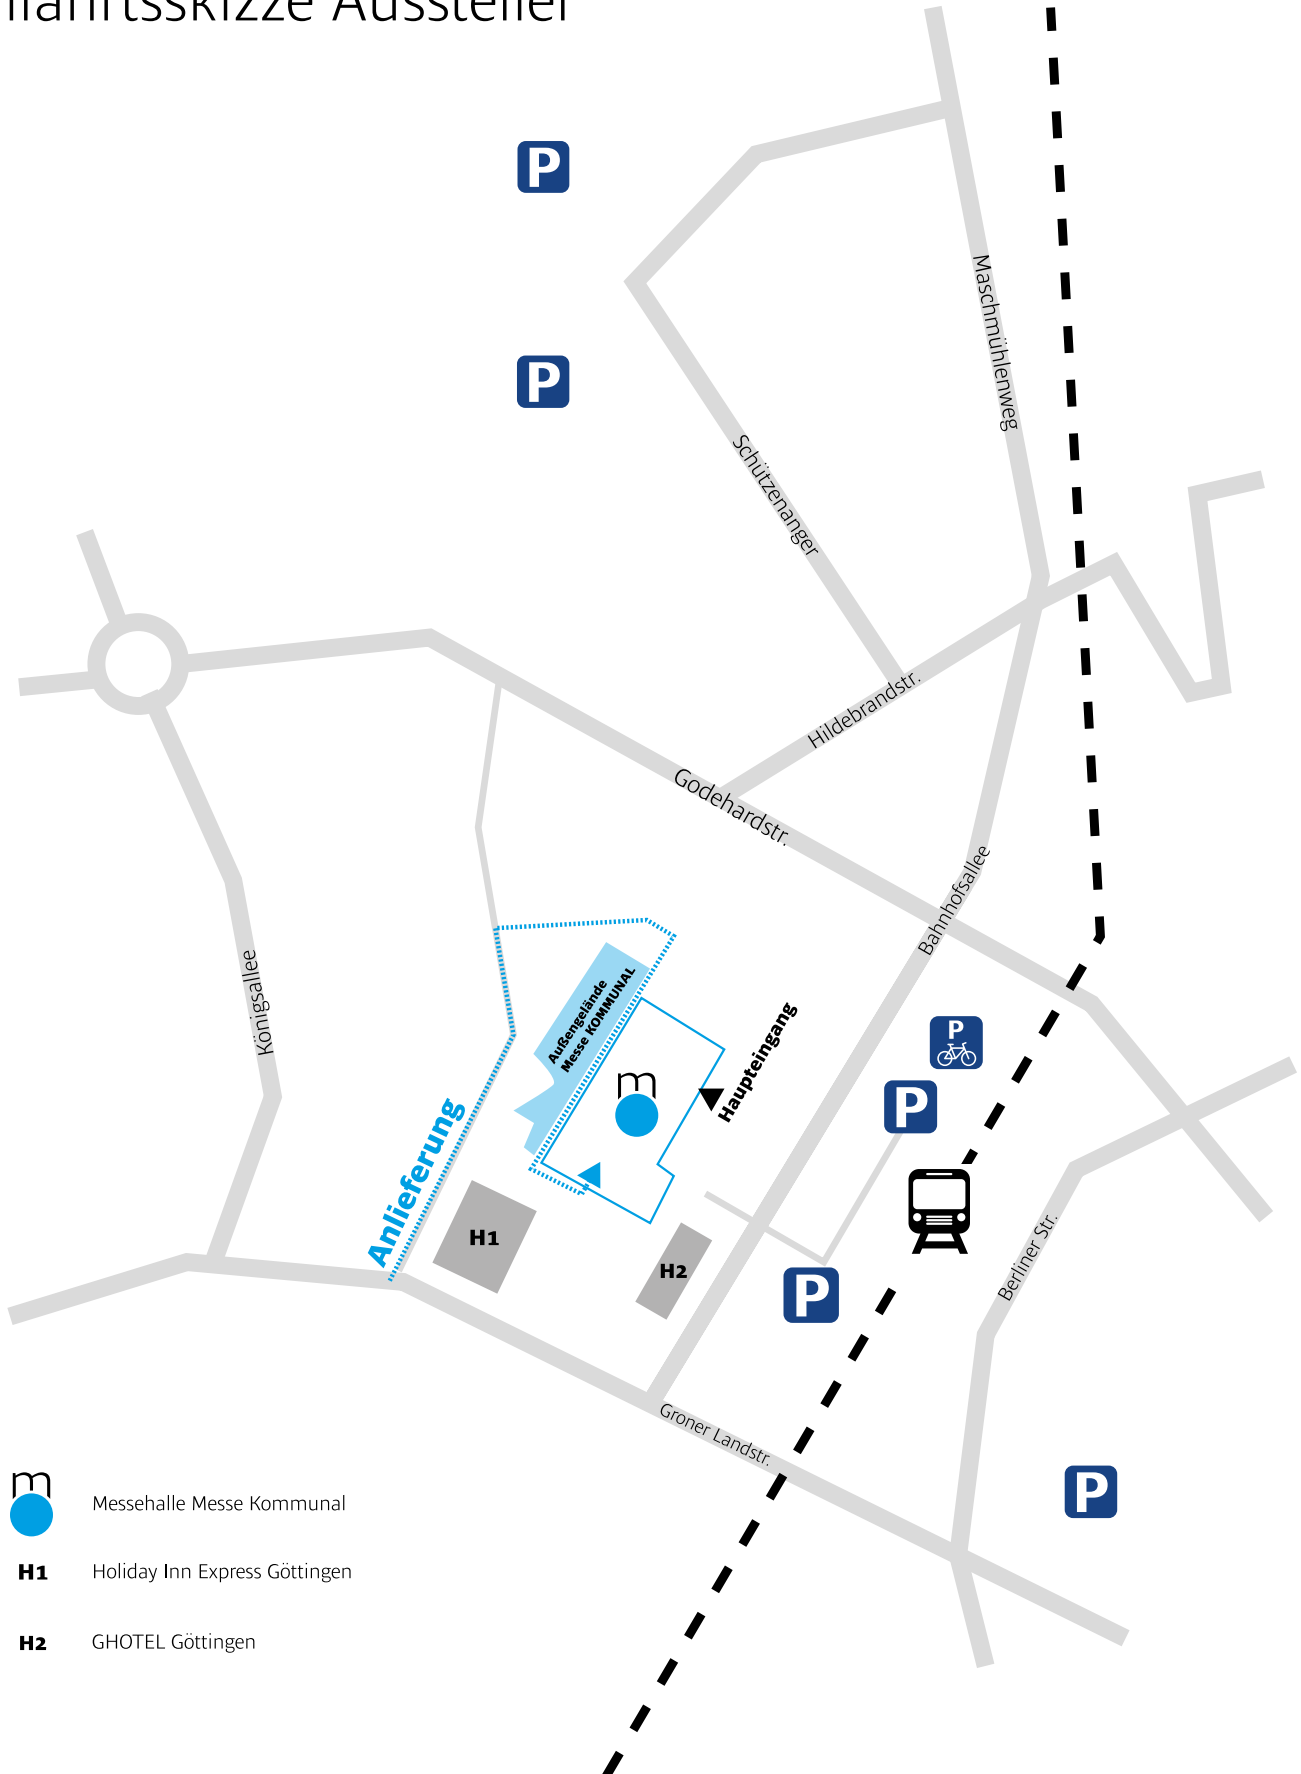 Aussteller
P
P
Maschmühlenweg
Schützenanger
Hildebrandstr.
Godehardstr.
Bahnhofsallee
Königsallee
Außengelände
Messe KOMMUNAL
m
Haupteingang
P
P
Anlieferung
H1
H2
P
Berliner Str.
Groner Landstr.
P
m
Messehalle Messe Kommunal
H1 Holiday Inn Express Göttingen
H2 GHOTEL Göttingen